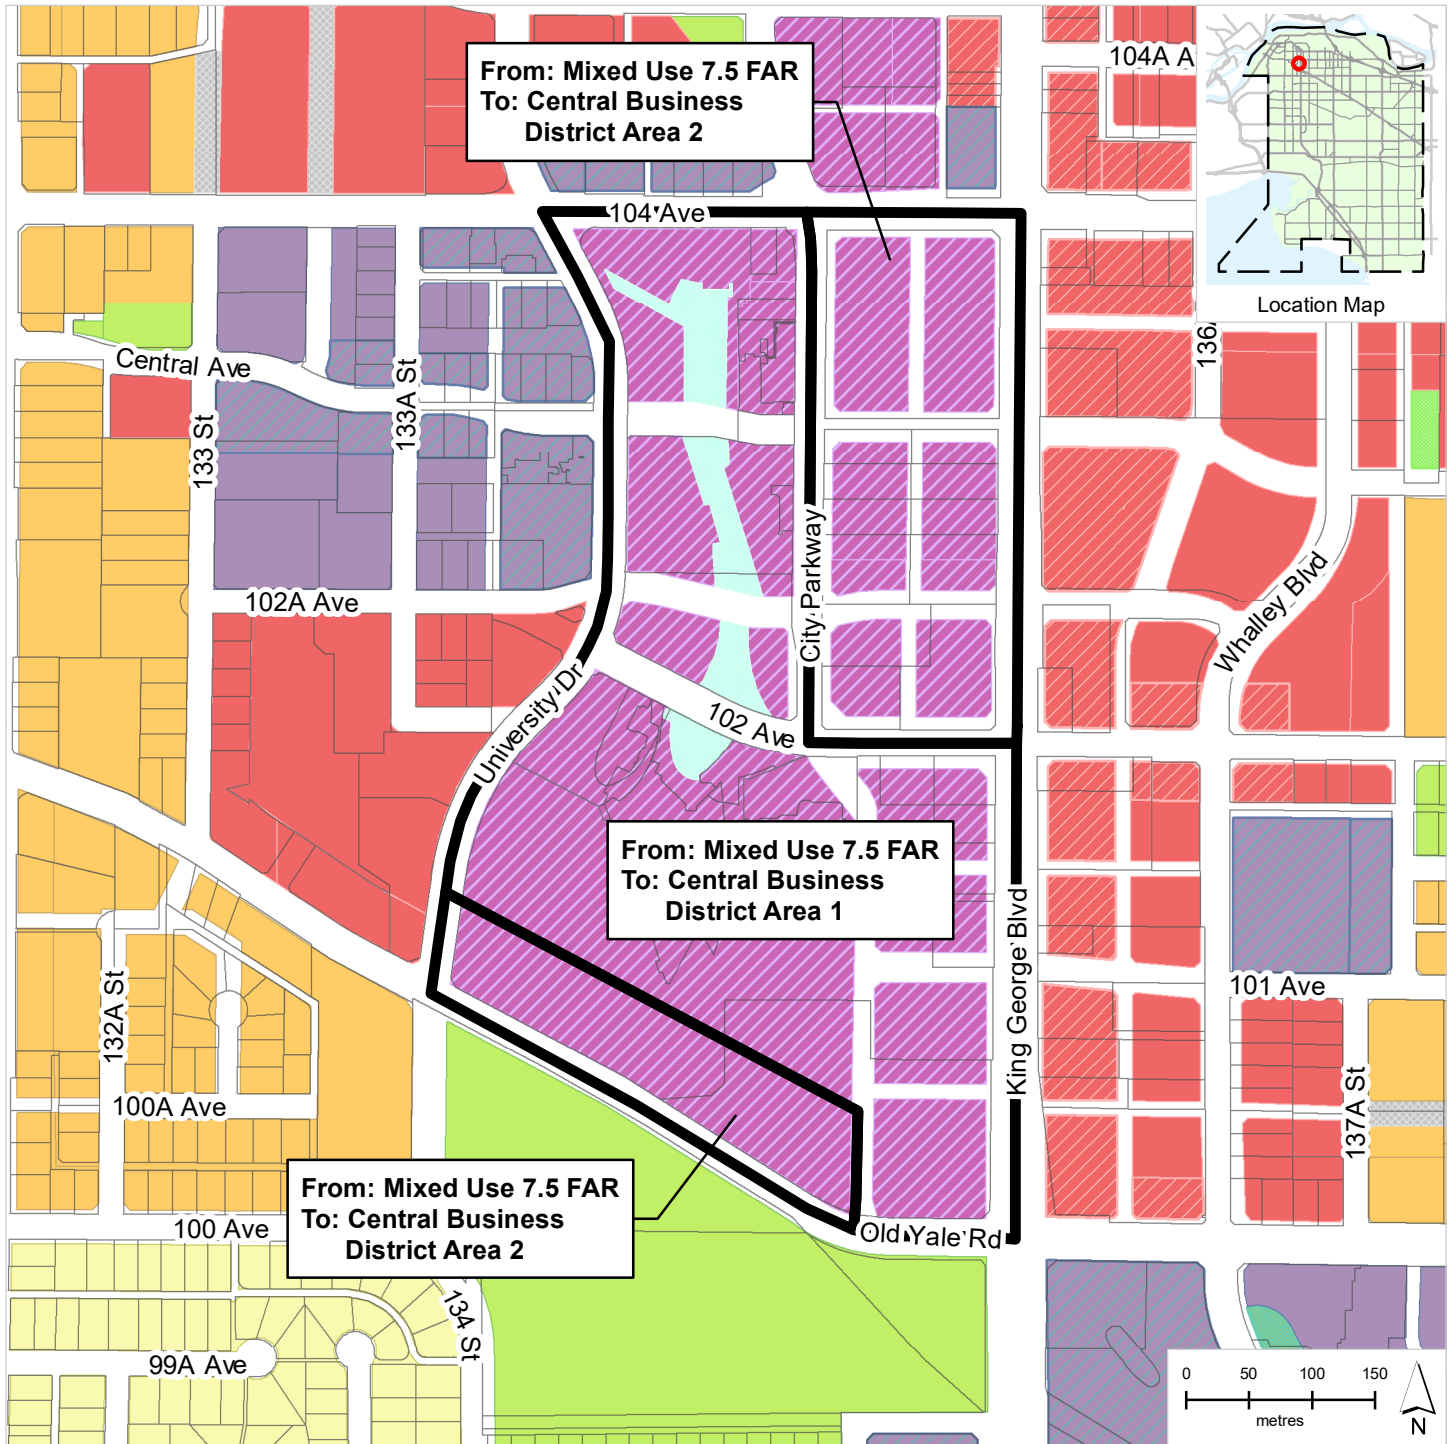 From: Mixed Use 7.5 FAR
To: Central Business
District Area 2
104A A
Location Map
104 Ave
136A
Central Ave
133A St
133 St
City Parkway
Whalley Blvd
102A Ave
University Dr
102 Ave
From: Mixed Use 7.5 FAR
To: Central Business
District Area 1
King George Blvd
101 Ave
132A St
137A St
100A Ave
From: Mixed Use 7.5 FAR
To: Central Business
District Area 2
100 Ave
Old Yale Rd
134 St
99A Ave
0 50 100 150
metres
N